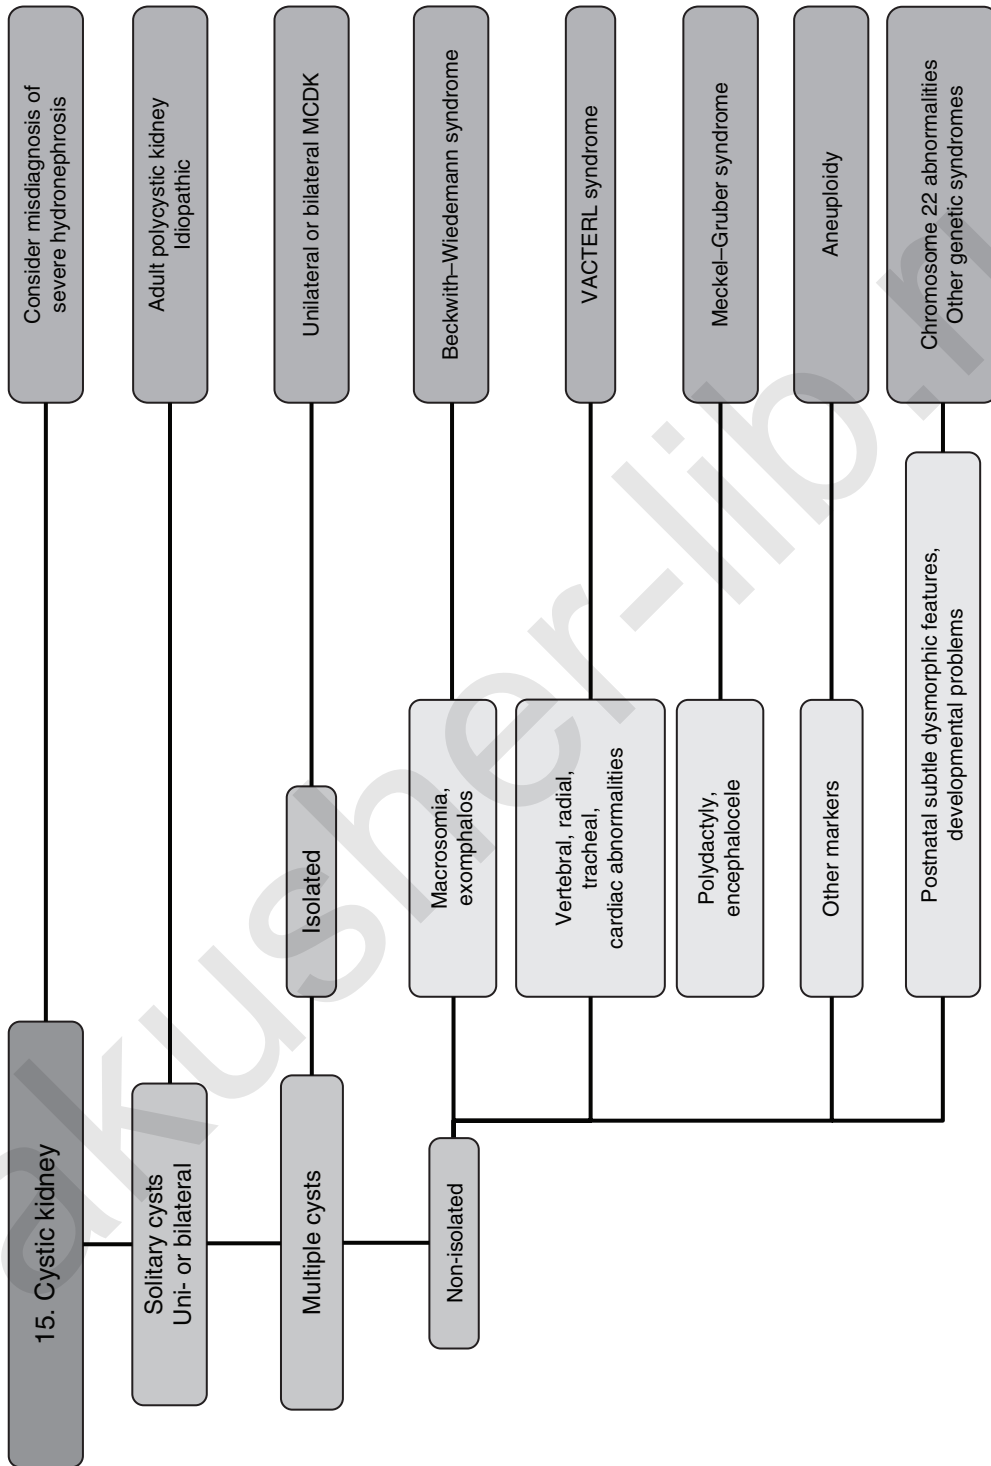 15. Cystic kidney
Consider misdiagnosis of
severe hydronephrosis
Solitary cysts
Uni- or bilateral
Adult polycystic kidney
Idiopathic
Multiple cysts
Isolated
Unilateral or bilateral MCDK
Non-isolated
Macrosomia,
exomphalos
Beckwith–Wiedemann syndrome
Vertebral, radial,
tracheal,
cardiac abnormalities
VACTERL syndrome
Polydactyly,
encephalocele
Meckel–Gruber syndrome
Other markers
Aneuploidy
Postnatal subtle dysmorphic features,
developmental problems
Chromosome 22 abnormalities
Other genetic syndromes
akusher-lib.r